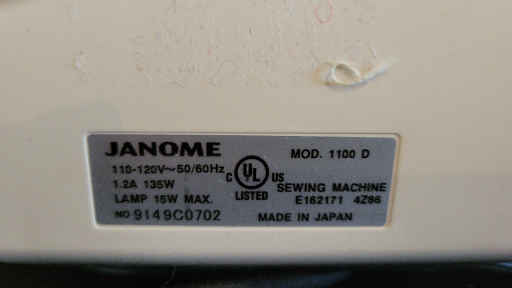 JANOME
MOD. 1100 D
110-120V~50/60Hz
1.2A 135W
LAMP 15W MAX.
NO 9149C0702
C UL US
LISTED
SEWING MACHINE
E162171 4Z86
MADE IN JAPAN